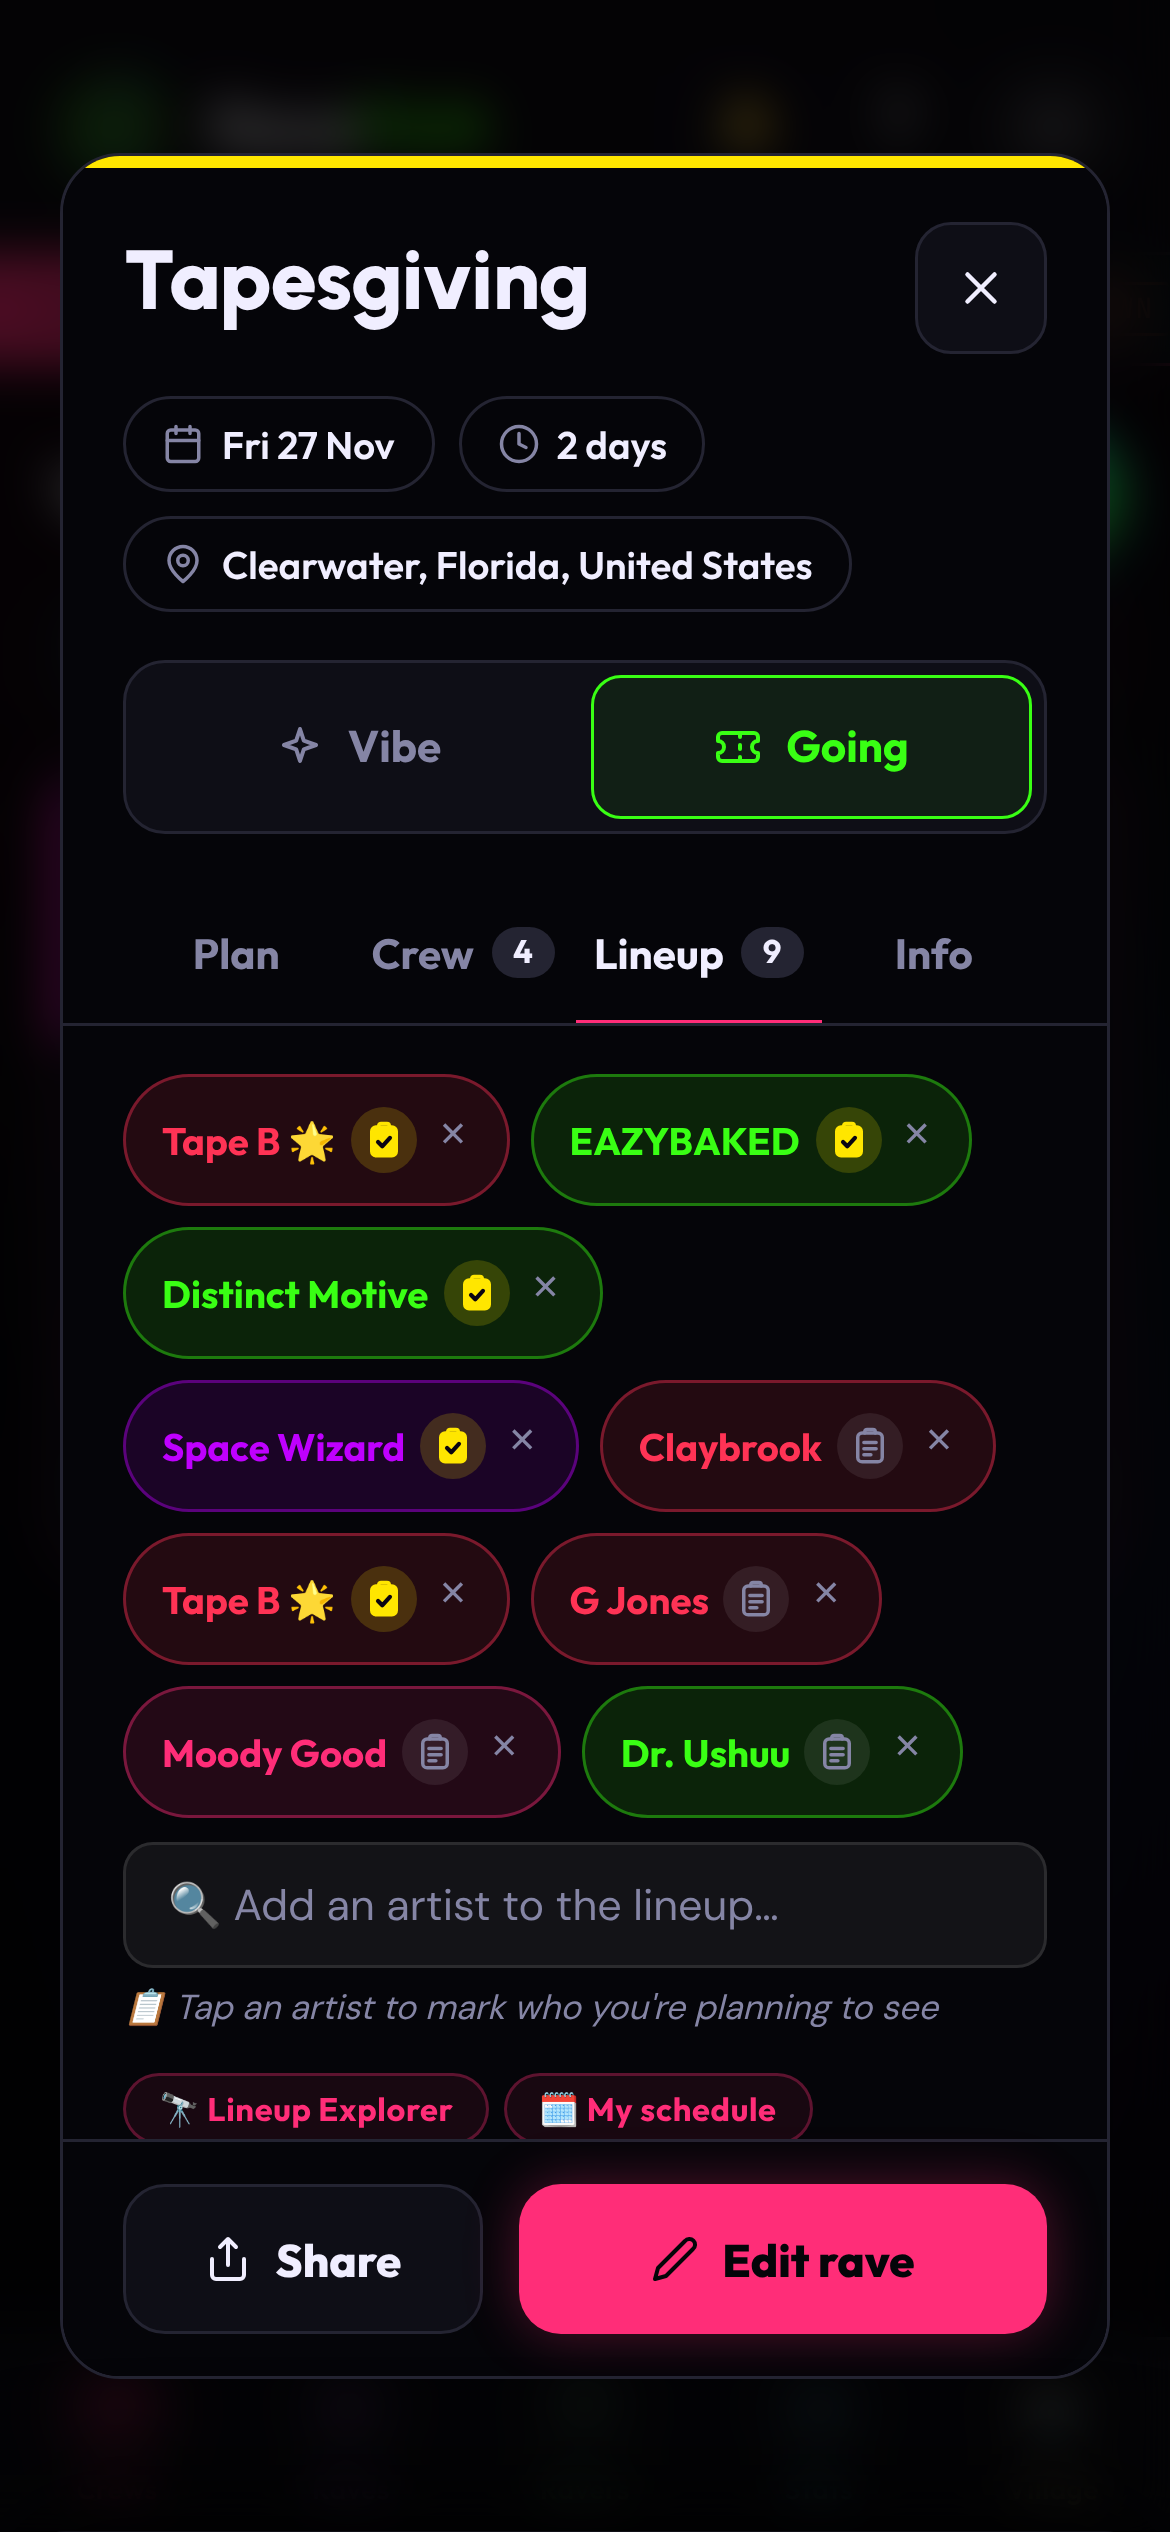 Tapesgiving
Fri 27 Nov
2 days
Clearwater, Florida, United States
Vibe
Going
Plan
Crew 4
Lineup 9
Info
Tape B 🌟
EAZYBAKED
Distinct Motive
Space Wizard
Claybrook
Tape B 🌟
G Jones
Moody Good
Dr. Ushuu
🔍 Add an artist to the lineup...
📋 Tap an artist to mark who you're planning to see
🔭 Lineup Explorer
🗓️ My schedule
Share
Edit rave